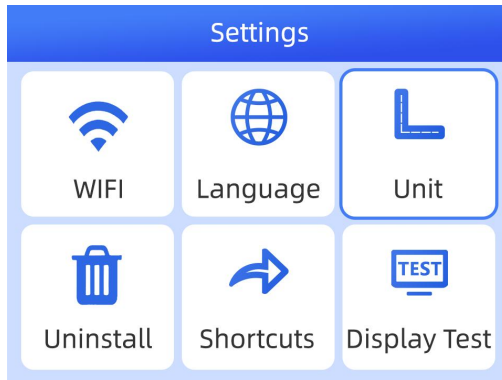 Settings
WIFI
Language
Unit
TEST
Uninstall
Shortcuts
Display Test